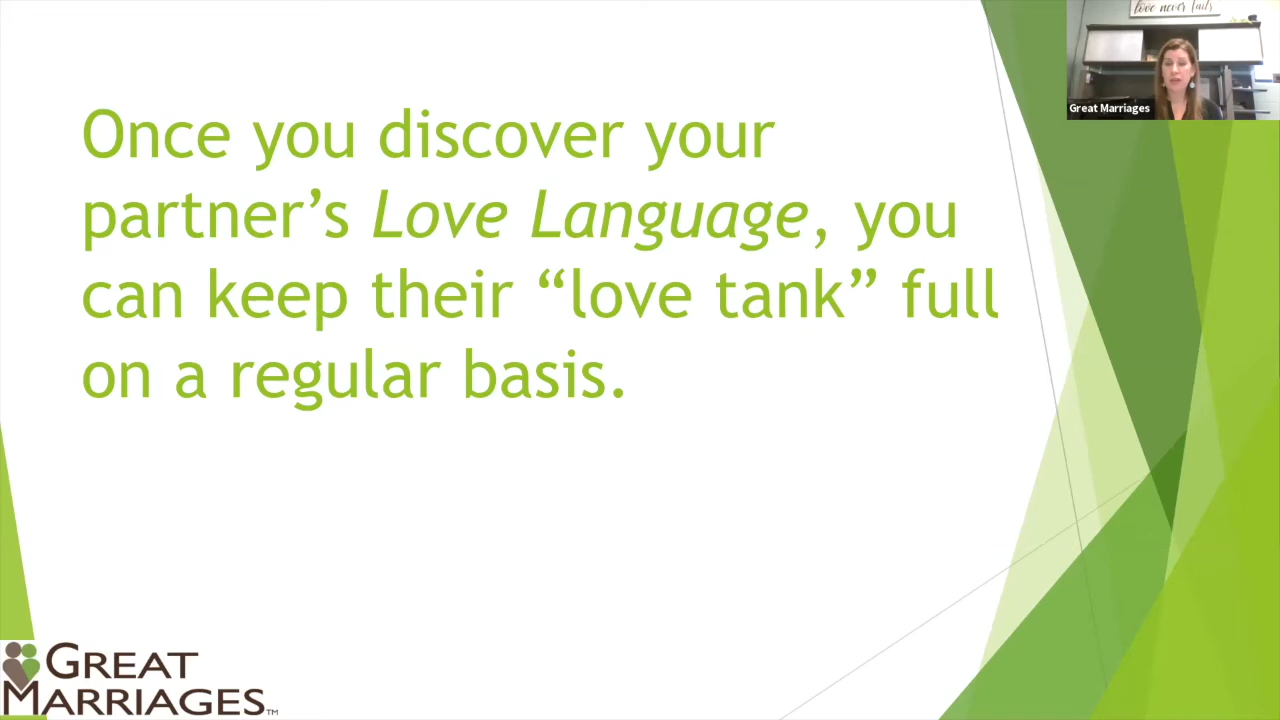 love never fails
Great Marriages
Once you discover your
partner’s Love Language, you
can keep their “love tank” full
on a regular basis.
GREAT
MARRIAGES™